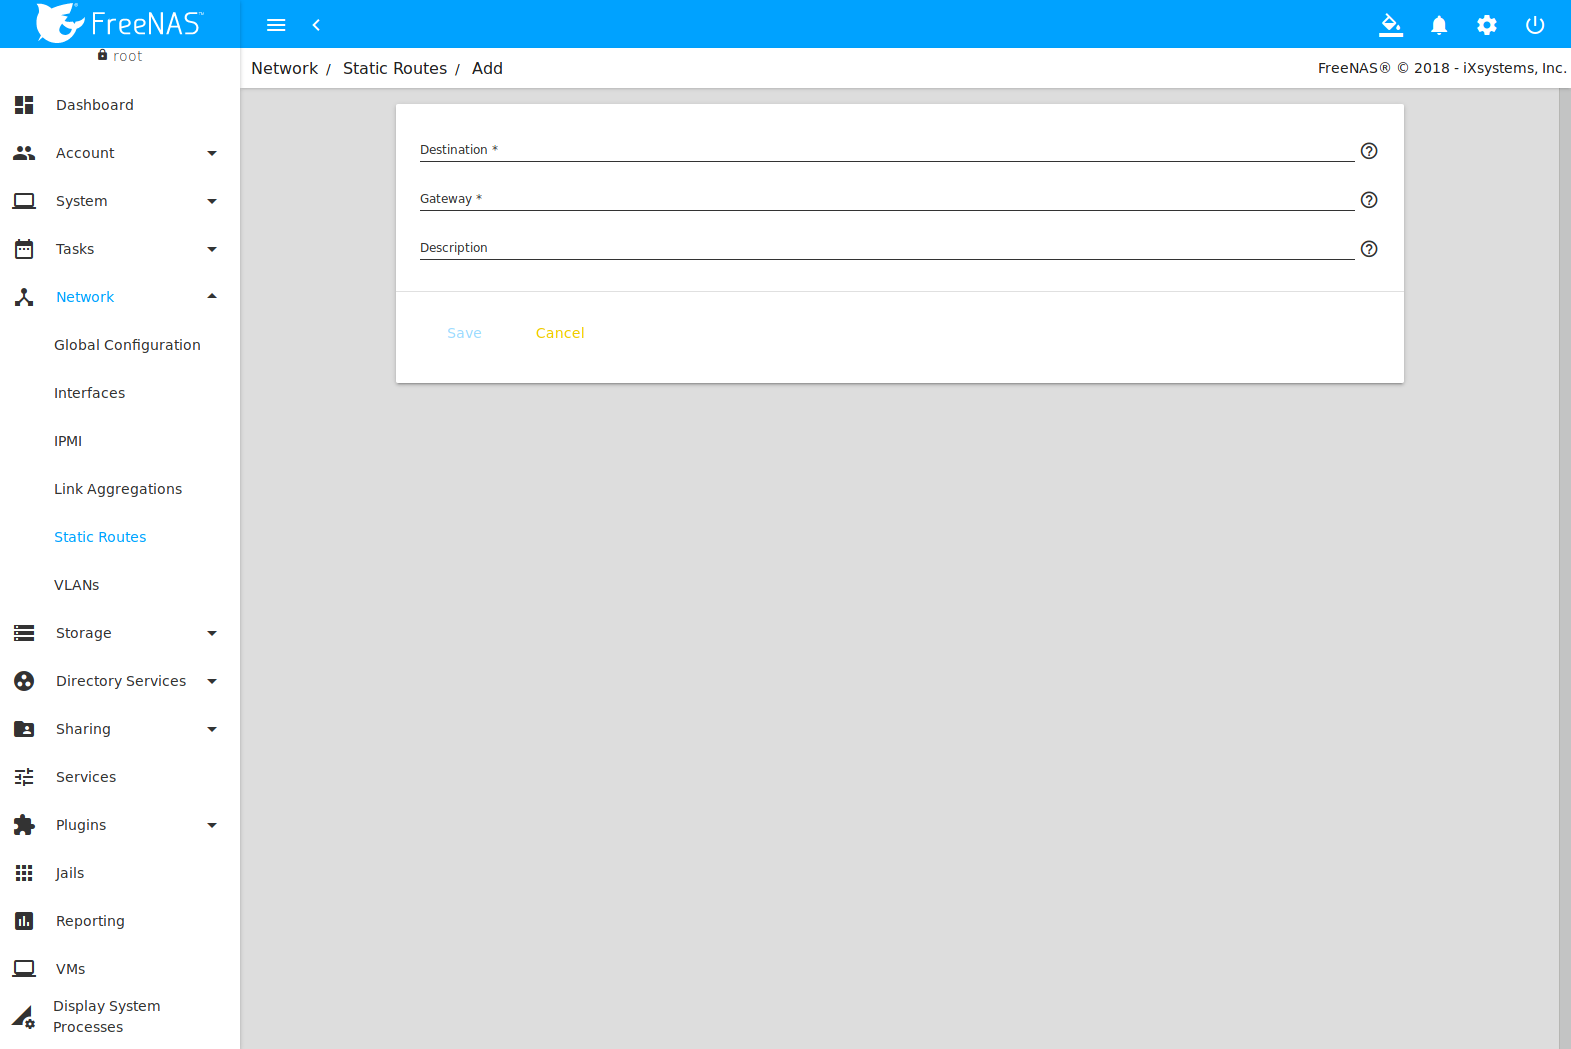 FreeNAS™
root
Network / Static Routes / Add
FreeNAS® © 2018 - iXsystems, Inc.
Dashboard
Account
System
Tasks
Network
Global Configuration
Interfaces
IPMI
Link Aggregations
Static Routes
VLANs
Storage
Directory Services
Sharing
Services
Plugins
Jails
Reporting
VMs
Display System
Processes
Destination *
Gateway *
Description
Save Cancel